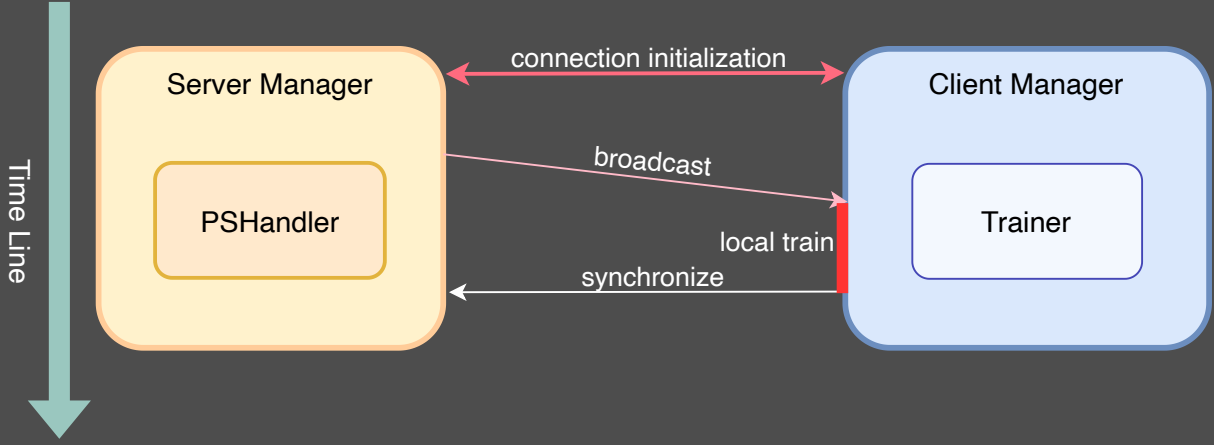 connection initialization
Server Manager
Client Manager
broadcast
Time Line
PSHandler
Trainer
local train
synchronize